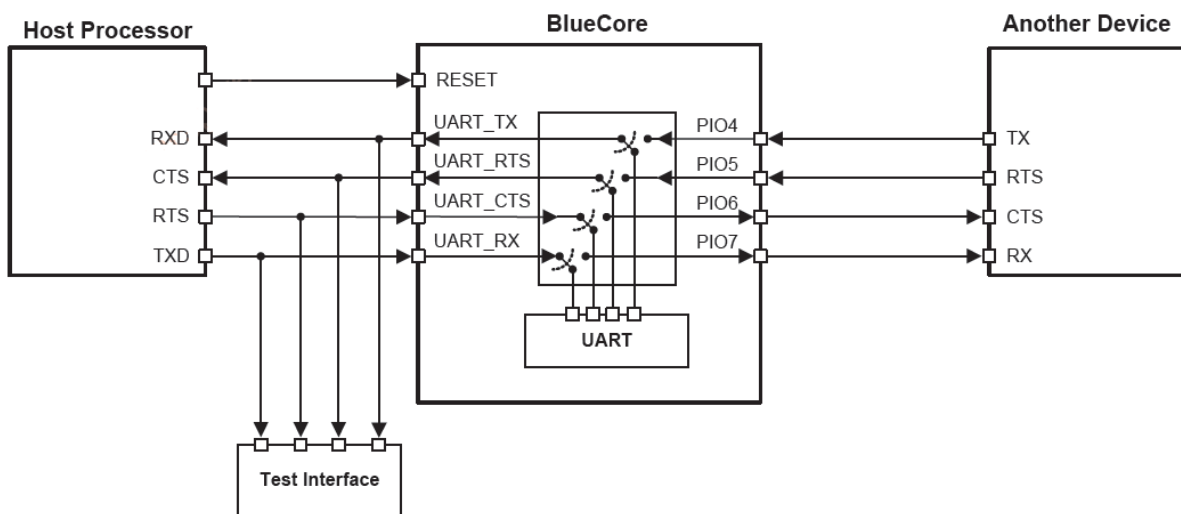 Host Processor
BlueCore
Another Device
RESET
RXD
UART_TX
PIO4
TX
CTS
UART_RTS
PIO5
RTS
RTS
UART_CTS
PIO6
CTS
TXD
UART_RX
PIO7
RX
UART
Test Interface